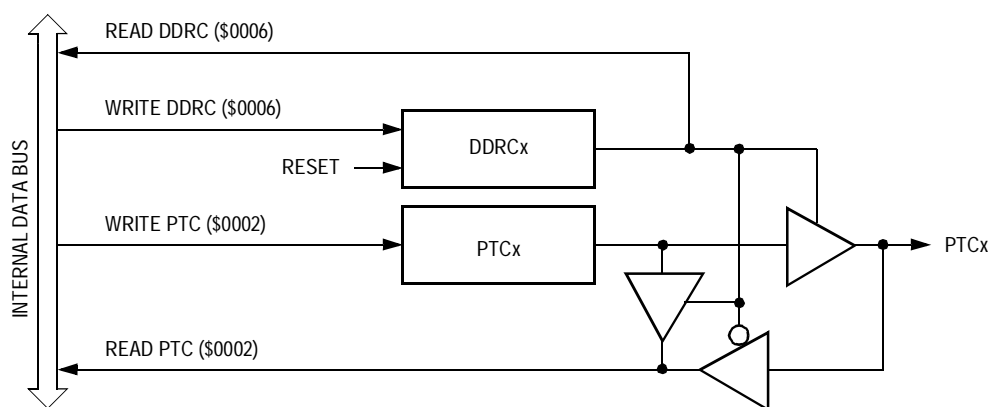 READ DDRC ($0006)
WRITE DDRC ($0006)
DDRCx
RESET
WRITE PTC ($0002)
PTCx
PTCx
READ PTC ($0002)
INTERNAL DATA BUS